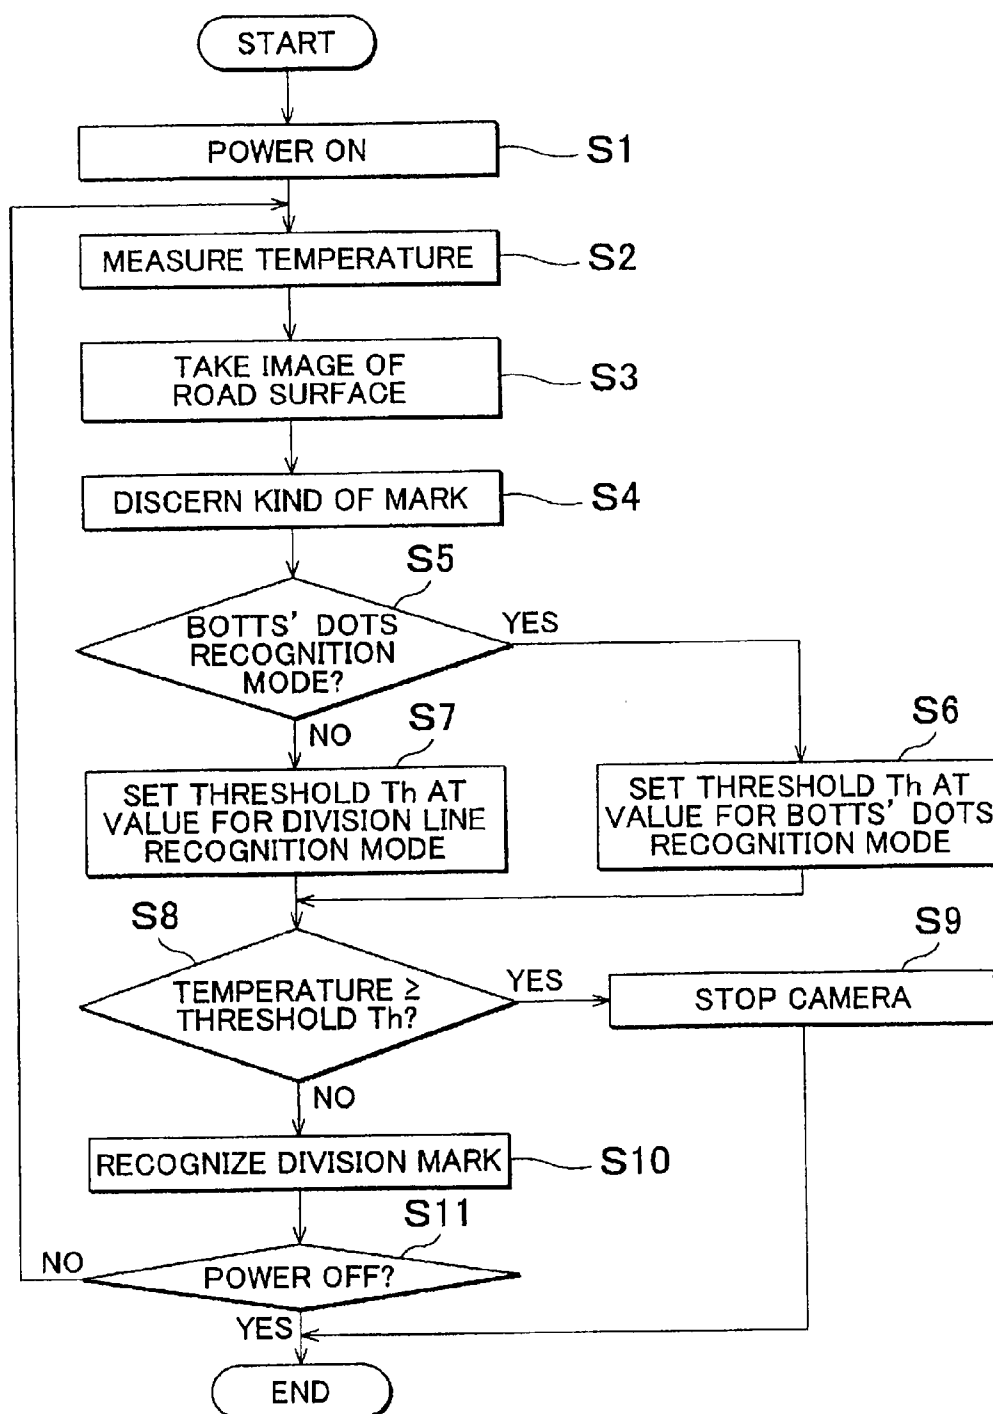 START
POWER ON
S1
MEASURE TEMPERATURE
S2
TAKE IMAGE OF
ROAD SURFACE
S3
DISCERN KIND OF MARK
S4
S5
BOTTS' DOTS
RECOGNITION
MODE?
YES
NO
S7
SET THRESHOLD Th AT
VALUE FOR DIVISION LINE
RECOGNITION MODE
S6
SET THRESHOLD Th AT
VALUE FOR BOTTS' DOTS
RECOGNITION MODE
S8
TEMPERATURE ≥
THRESHOLD Th?
YES
S9
STOP CAMERA
NO
RECOGNIZE DIVISION MARK
S10
S11
POWER OFF?
NO
YES
END